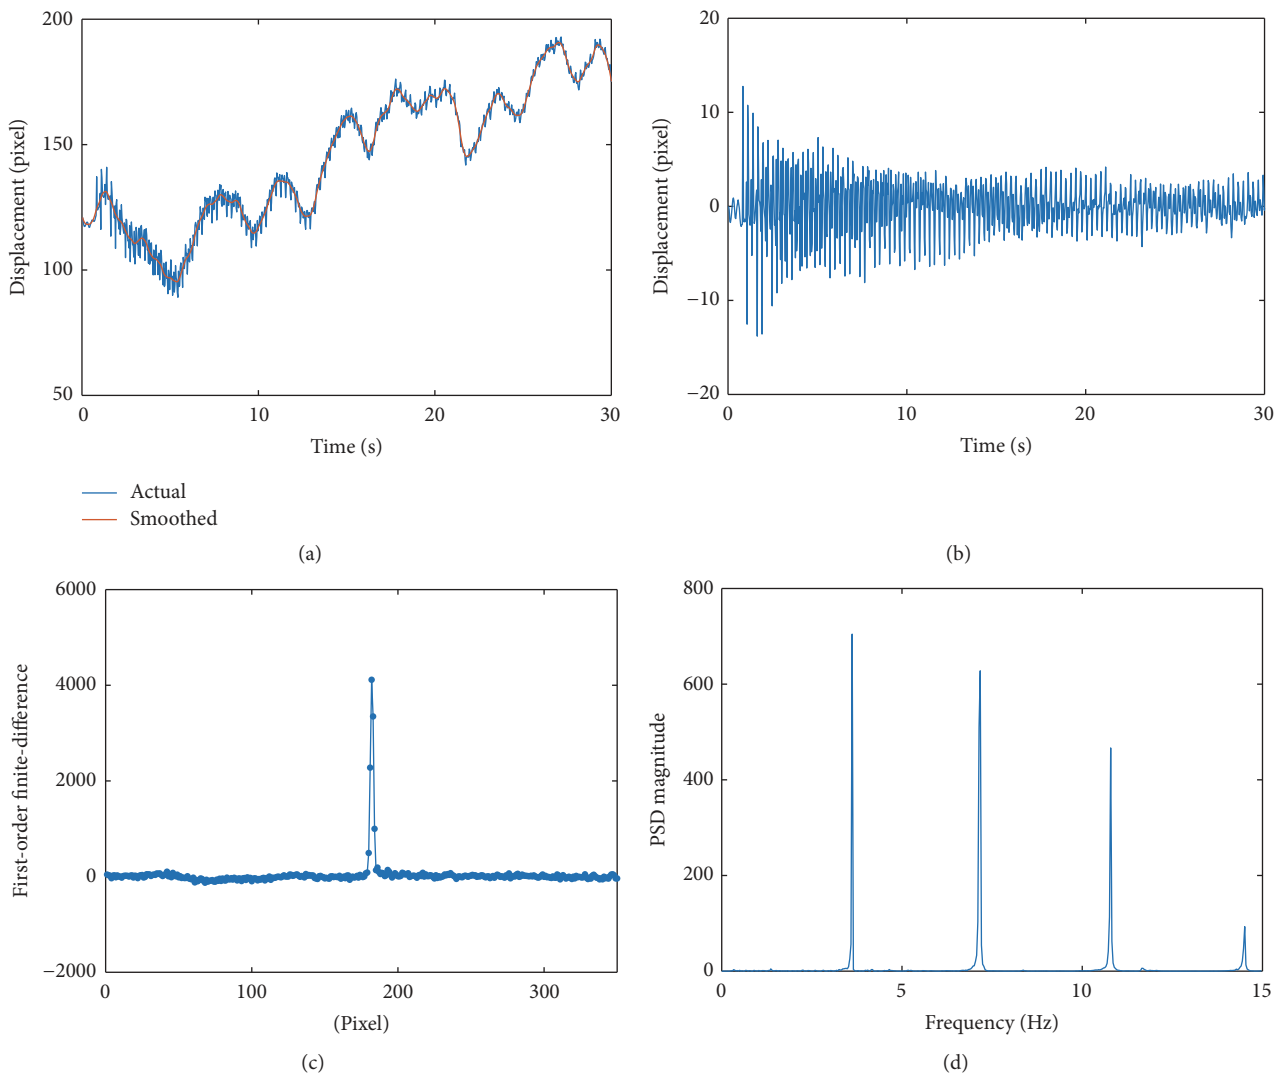 200
150
100
50
Displacement (pixel)
0
10
20
30
Time (s)
Actual
Smoothed
(a)
20
10
0
−10
−20
Displacement (pixel)
0
10
20
30
Time (s)
(b)
6000
4000
2000
0
−2000
First-order finite-difference
0
100
200
300
(Pixel)
(c)
800
600
400
200
0
PSD magnitude
0
5
10
15
Frequency (Hz)
(d)